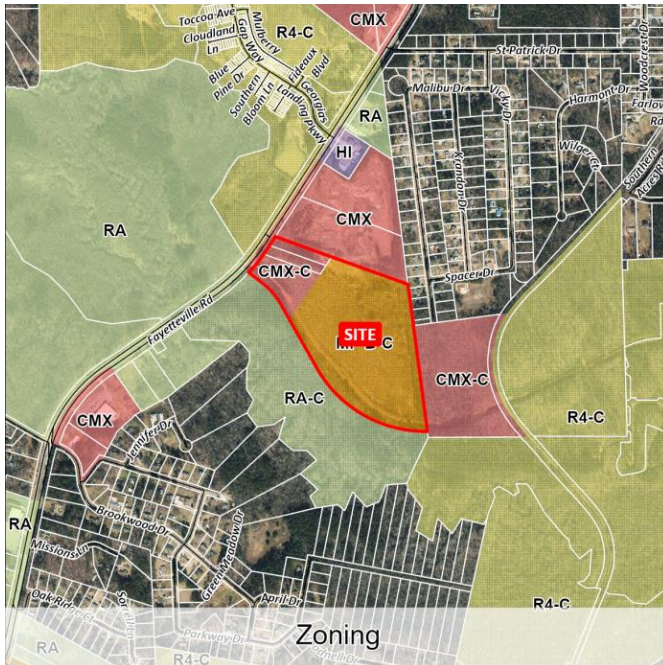 Toccoa Ave
Cloudland
Ln
Mulberry
Gap Way
R4-C
CMX
Blue
Pine Dr
Southern
Bloom Ln
Fideaux
Blvd
Georgias
Landing Pkwy
St Patrick Dr
Woodcrest Dr
Malibu Dr
Vicky Dr
Harmont Dr
RA
HI
Krandon Dr
Wilger Ct
Southern
RA
CMX
CMX-C
Spacer Dr
Fayetteville Rd
SITE
CMX-C
RA-C
R4-C
CMX
Jennifer Dr
RA
Brookwood Dr
Green Meadow Dr
Missions Ln
Oak Ridge Ct
April Dr
R4-C
Parkway Dr
Zoning
RA
R4-C